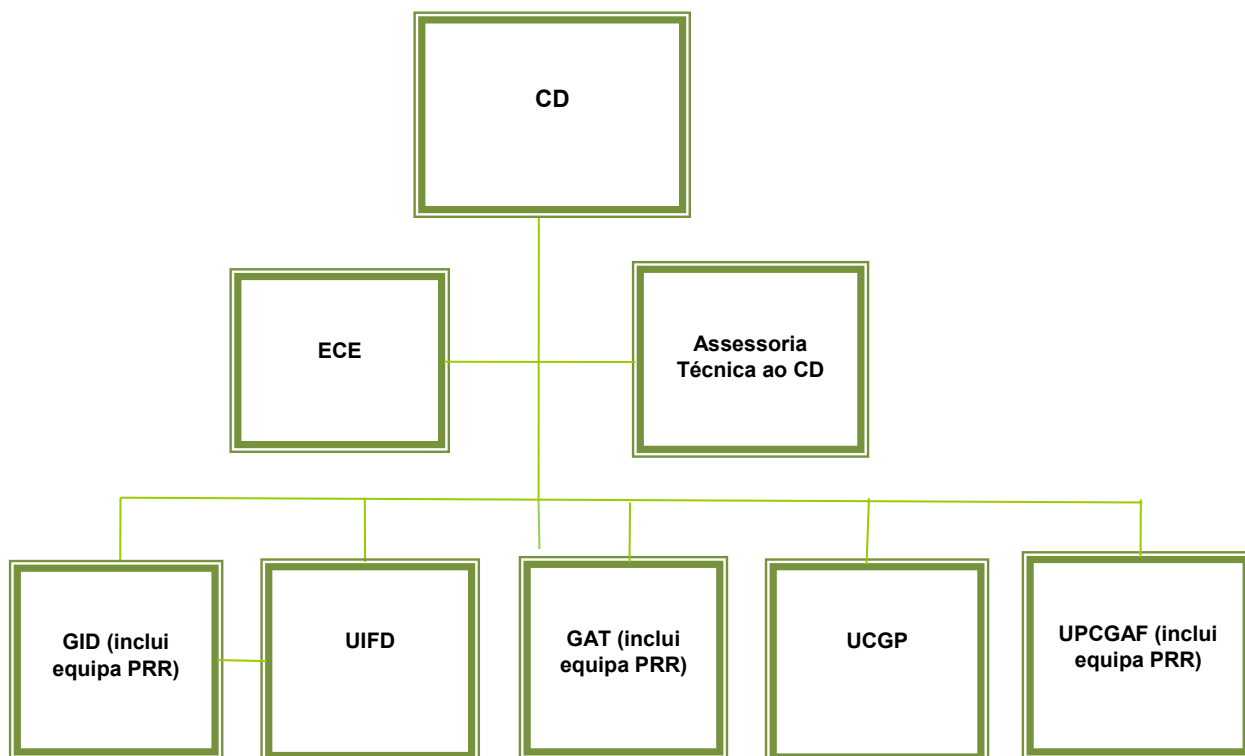 CD
ECE
Assessoria
Técnica ao CD
GID (inclui
equipa PRR)
UIFD
GAT (inclui
equipa PRR)
UCGP
UPCGAF (inclui
equipa PRR)